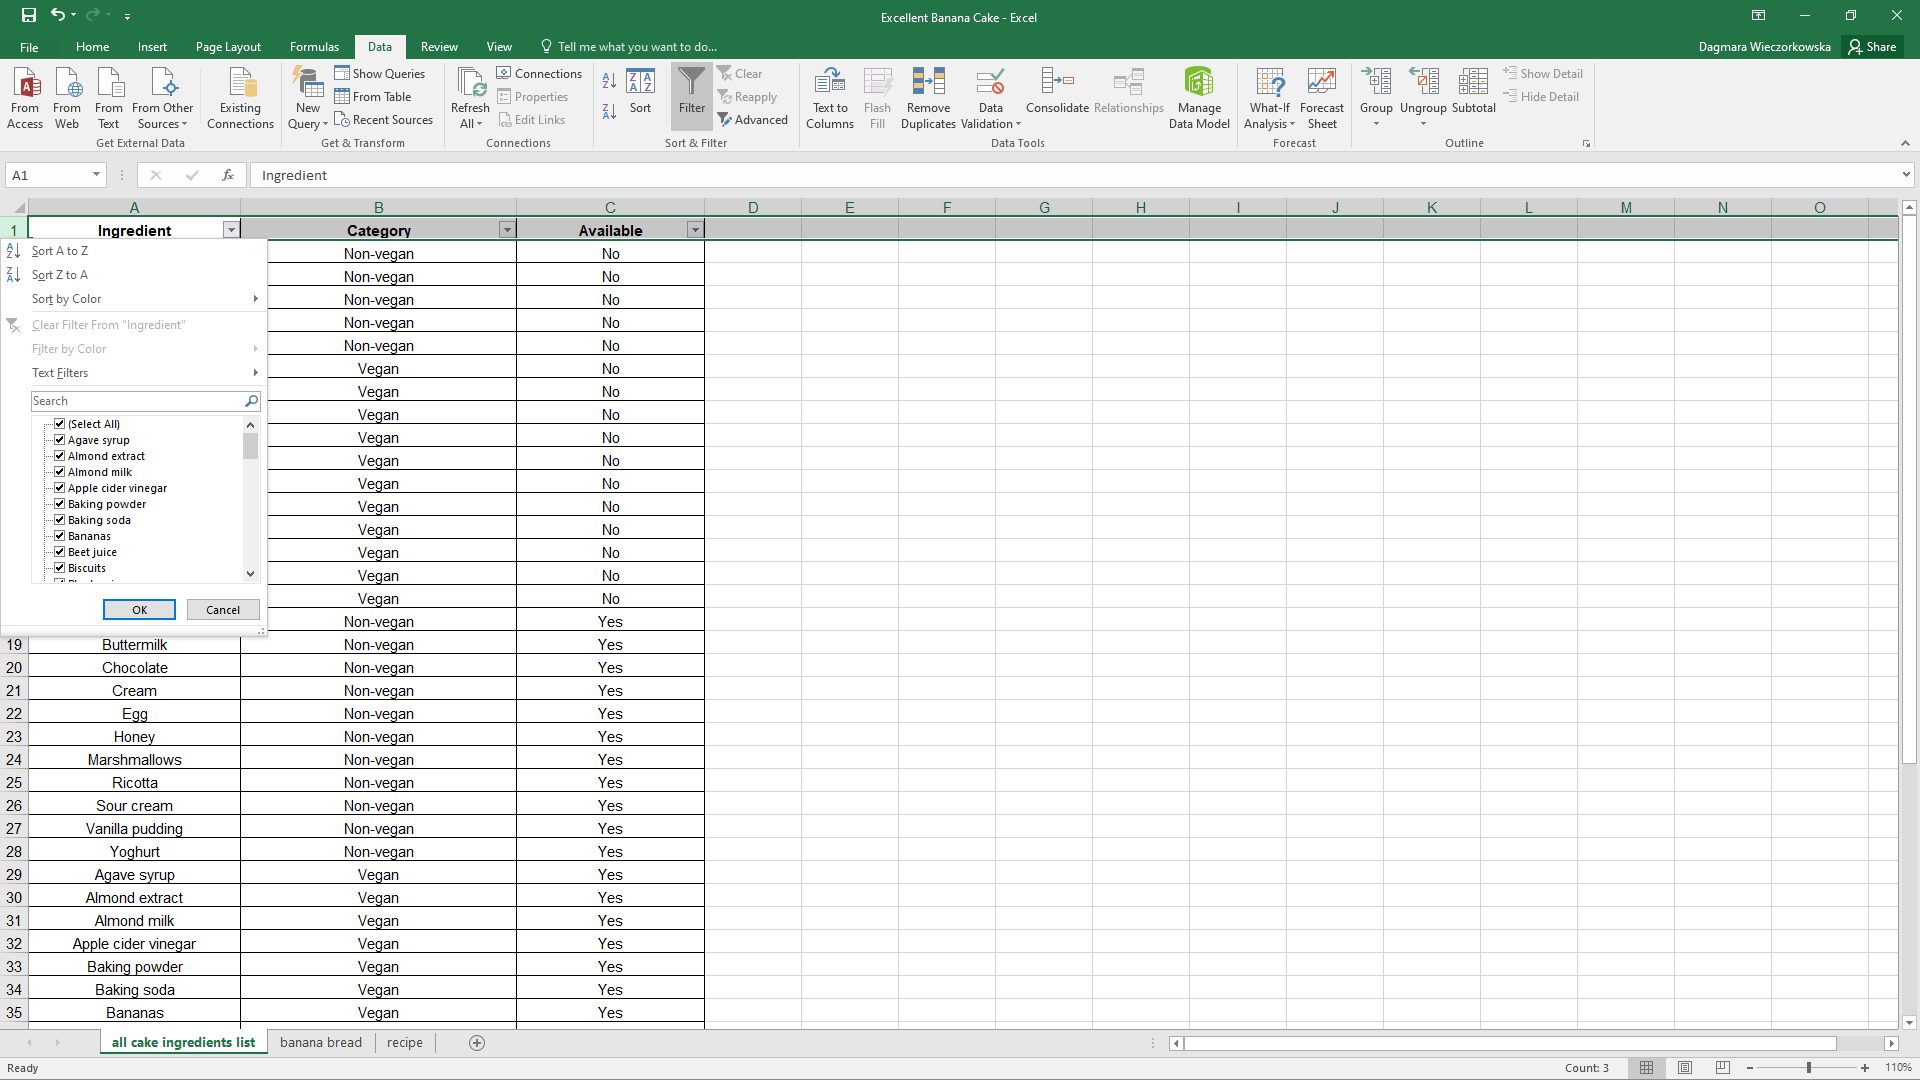 Excellent Banana Cake - Excel
File Home Insert Page Layout Formulas Data Review View Tell me what you want to do... Dagmara Wieczorkowska Share
From Access
From Web
From Text
From Other Sources
Existing Connections
Get External Data
New Query
Show Queries
From Table
Recent Sources
Get & Transform
Refresh All
Connections
Properties
Edit Links
Connections
Sort
Filter
Clear
Reapply
Advanced
Sort & Filter
Text to Columns
Flash Fill
Remove Duplicates
Data Validation
Consolidate
Relationships
Manage Data Model
Data Tools
What-If Analysis
Forecast Sheet
Forecast
Group
Ungroup
Subtotal
Show Detail
Hide Detail
Outline
A1 fx Ingredient
A B C D E F G H I J K L M N O
1 Ingredient Category Available
Sort A to Z
Sort Z to A
Sort by Color
Clear Filter From "Ingredient"
Filter by Color
Text Filters
Search
(Select All)
Agave syrup
Almond extract
Almond milk
Apple cider vinegar
Baking powder
Baking soda
Bananas
Beet juice
Biscuits
OK Cancel
Non-vegan No
Non-vegan No
Non-vegan No
Non-vegan No
Non-vegan No
Vegan No
Vegan No
Vegan No
Vegan No
Vegan No
Vegan No
Vegan No
Vegan No
Vegan No
Vegan No
Vegan No
Non-vegan Yes
19 Buttermilk Non-vegan Yes
20 Chocolate Non-vegan Yes
21 Cream Non-vegan Yes
22 Egg Non-vegan Yes
23 Honey Non-vegan Yes
24 Marshmallows Non-vegan Yes
25 Ricotta Non-vegan Yes
26 Sour cream Non-vegan Yes
27 Vanilla pudding Non-vegan Yes
28 Yoghurt Non-vegan Yes
29 Agave syrup Vegan Yes
30 Almond extract Vegan Yes
31 Almond milk Vegan Yes
32 Apple cider vinegar Vegan Yes
33 Baking powder Vegan Yes
34 Baking soda Vegan Yes
35 Bananas Vegan Yes
all cake ingredients list banana bread recipe
Ready Count: 3 110%